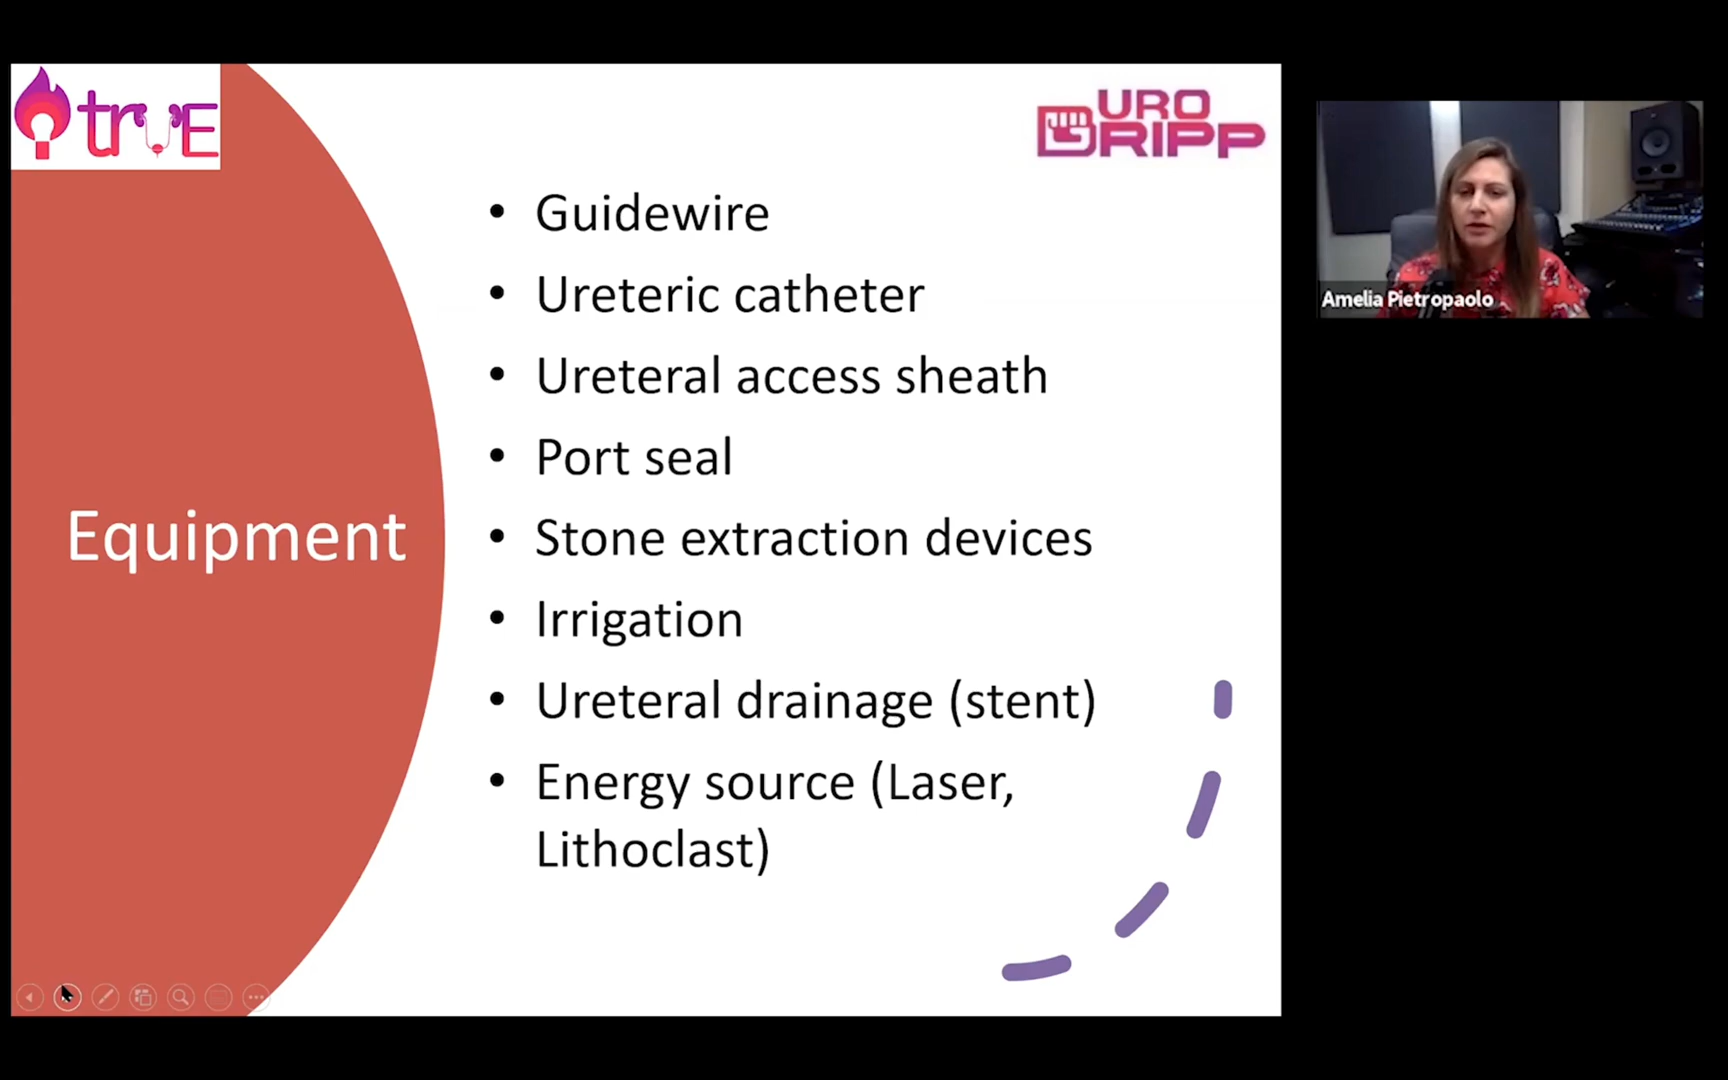 trUE
URO
GRIPP
Guidewire
Ureteric catheter
Ureteral access sheath
Port seal
Stone extraction devices
Irrigation
Ureteral drainage (stent)
Energy source (Laser,
Lithoclast)
Equipment
Amelia Pietropaolo